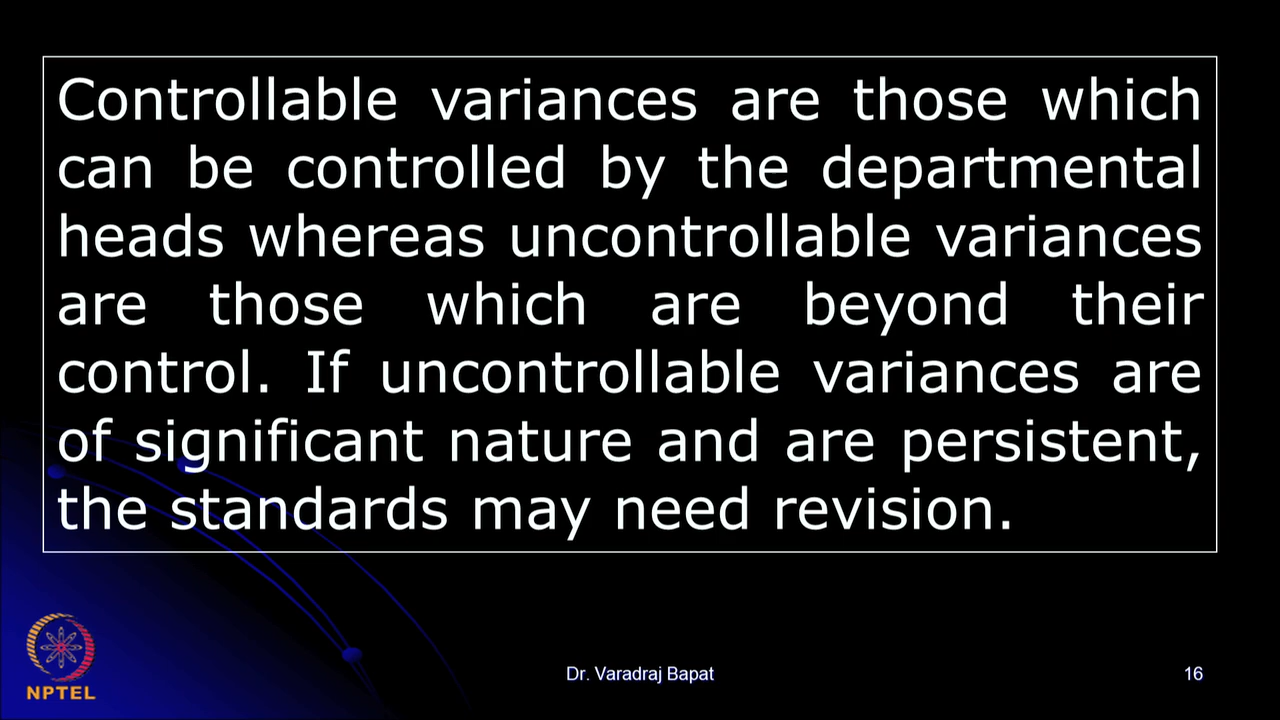 Controllable variances are those which
can be controlled by the departmental
heads whereas uncontrollable variances
are those which are beyond their
control. If uncontrollable variances are
of significant nature and are persistent,
the standards may need revision.
NPTEL
Dr. Varadraj Bapat
16